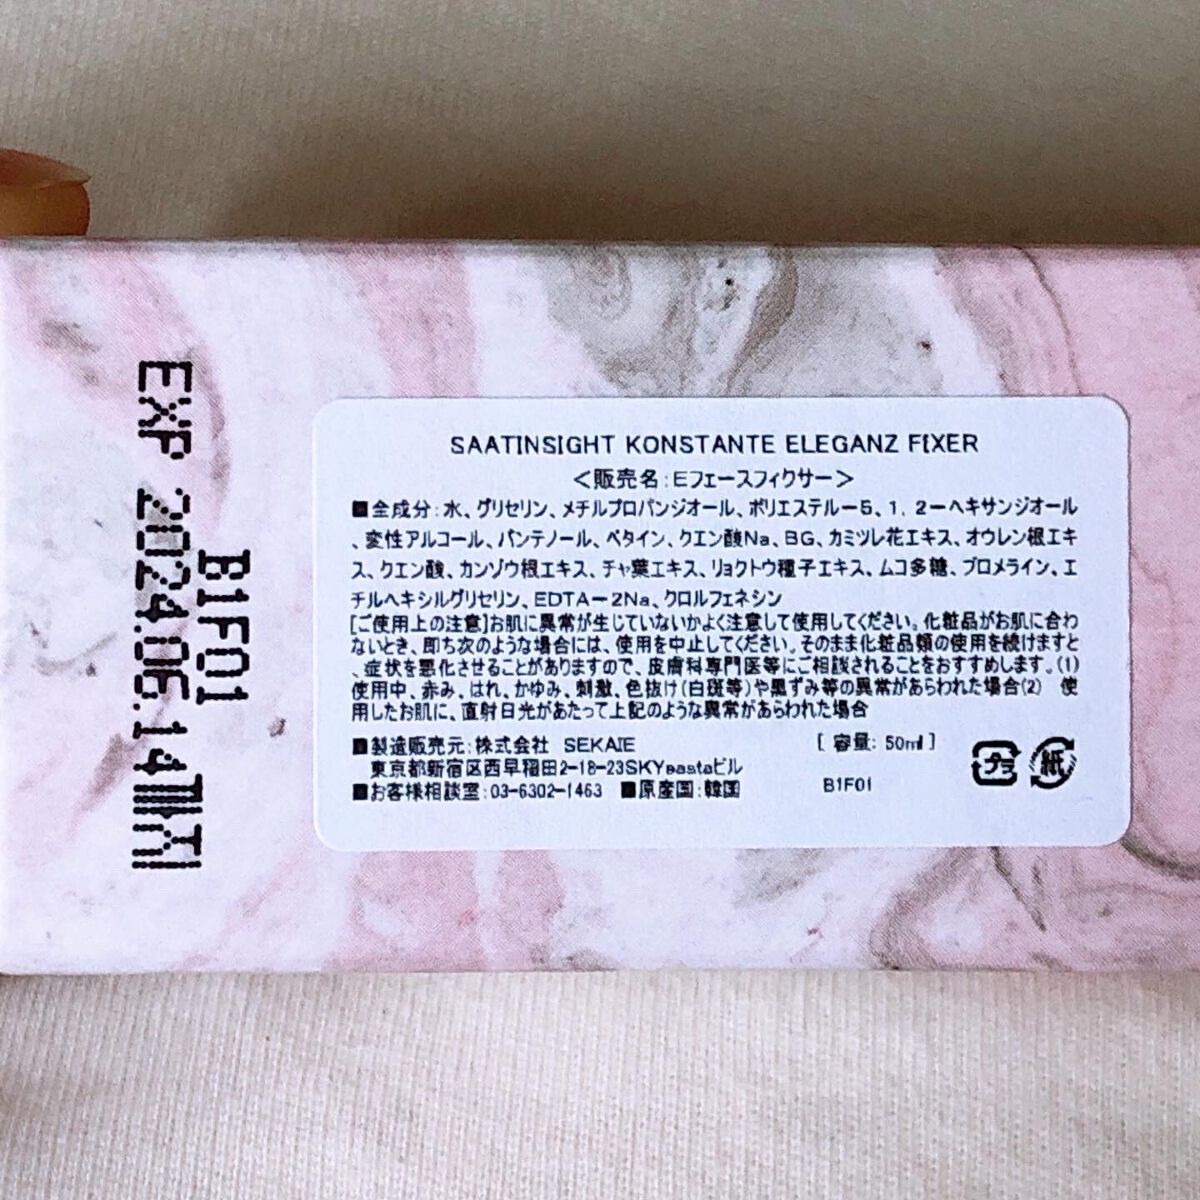 EXP 2024.06.14까지
B1F01
SAATINSIGHT KONSTANTE ELEGANZ FIXER
<販売名:Eフェースフィクサー>
■全成分:水、グリセリン、メチルプロパンジオール、ポリエステル-5、1, 2-ヘキサンジオール
、変性アルコール、パンテノール、ベタイン、クエン酸Na、BG、カミツレ花エキス、オウレン根エキ
ス、クエン酸、カンゾウ根エキス、チャ葉エキス、リョクトウ種子エキス、ムコ多糖、ブロメライン、エ
チルヘキシルグリセリン、EDTA-2Na、クロルフェネシン
[ご使用上の注意]お肌に異常が生じていないかよく注意して使用してください。化粧品がお肌に合わ
ないとき、即ち次のような場合には、使用を中止してください。そのまま化粧品類の使用を続けますと
、症状を悪化させることがありますので、皮膚科専門医等にご相談されることをおすすめします。(1)
使用中、赤み、はれ、かゆみ、刺激、色抜け(白斑等)や黒ずみ等の異常があらわれた場合(2) 使
用したお肌に、直射日光があたって上記のような異常があらわれた場合
■製造販売元:株式会社 SEKAIE [ 容量: 50ml ]
東京都新宿区西早稲田2-18-23SKYeastaビル
■お客様相談室:03-6302-1463 ■原産国:韓国 B1F01
プラ 紙